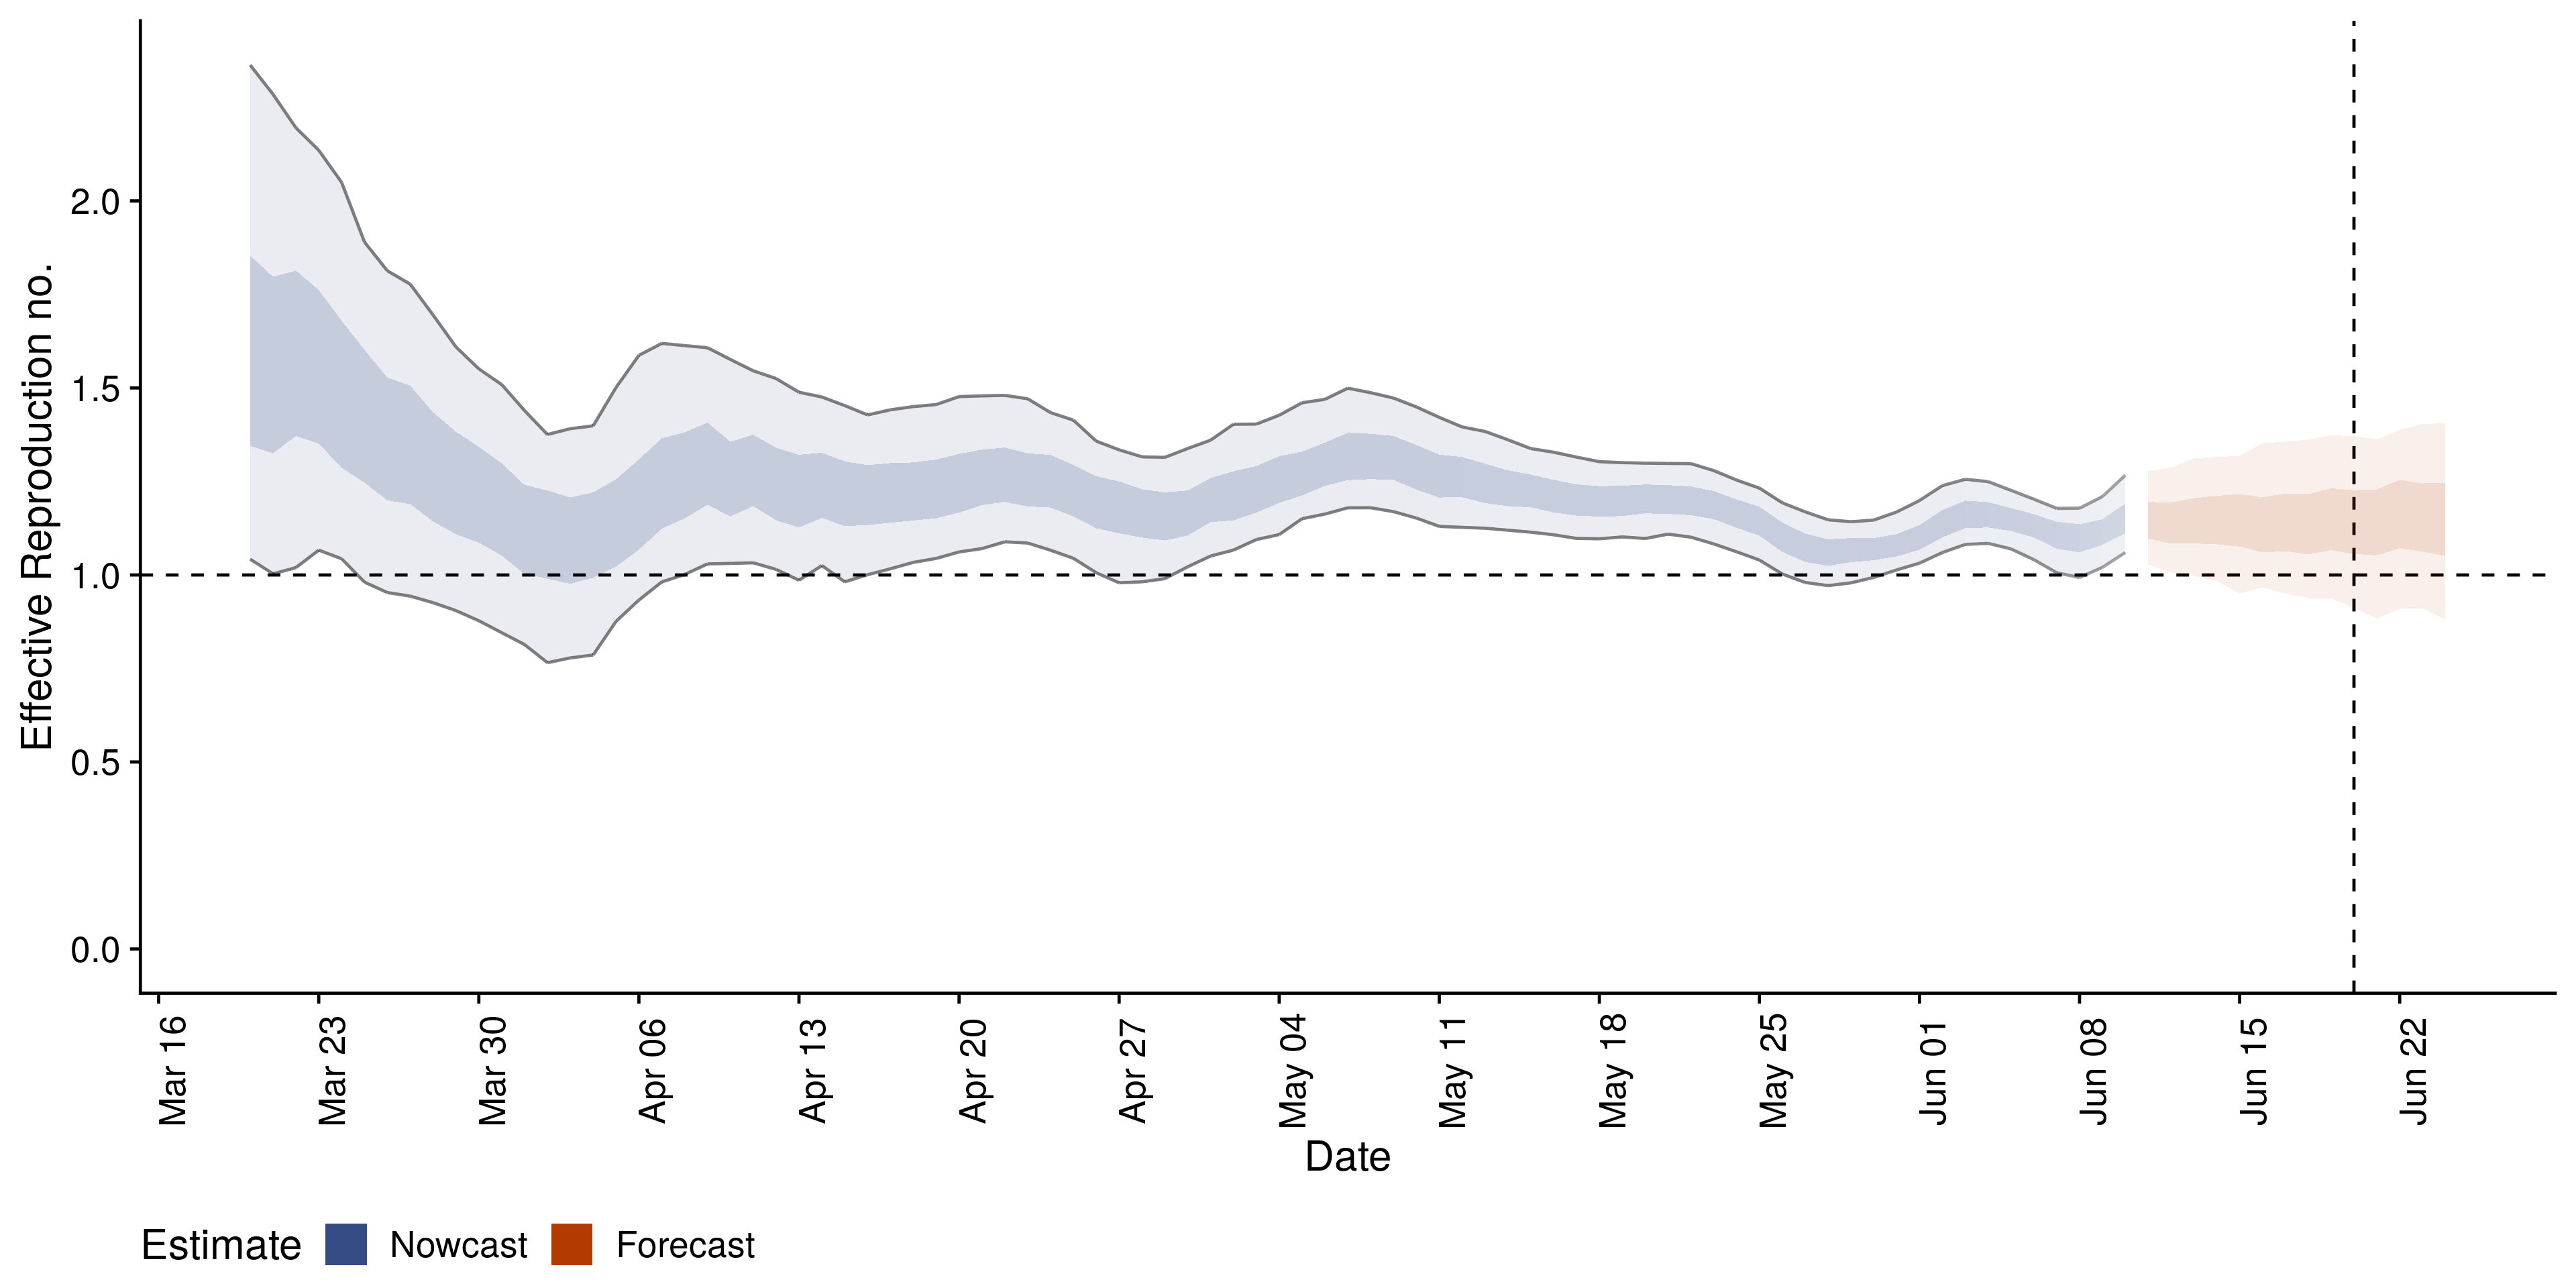 Effective Reproduction no.
2.0
1.5
1.0
0.5
0.0
Mar 16
Mar 23
Mar 30
Apr 06
Apr 13
Apr 20
Apr 27
May 04
May 11
May 18
May 25
Jun 01
Jun 08
Jun 15
Jun 22
Date
Estimate Nowcast Forecast